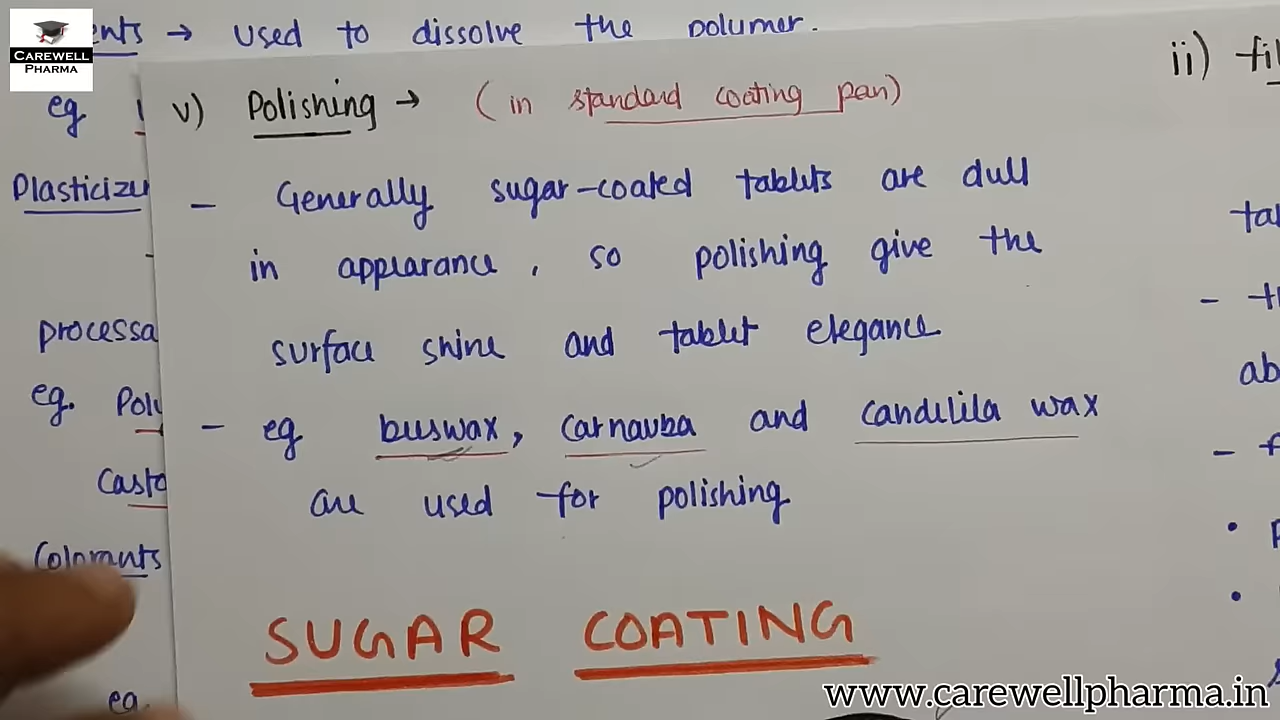 CAREWELL
PHARMA
ents → used to dissolve the polymer.
v) Polishing → (in standard coating pan)
- Generally sugar-coated tablets are dull
in appearance, so polishing give the
surface shine and tablet elegance
- eg beeswax, carnauba and candelila wax
are used for polishing
SUGAR COATING
eg
Plasticize
processa
eg. Poly
Casto
Colorants
eg.
ii) fil
ta
ab
www.carewellpharma.in